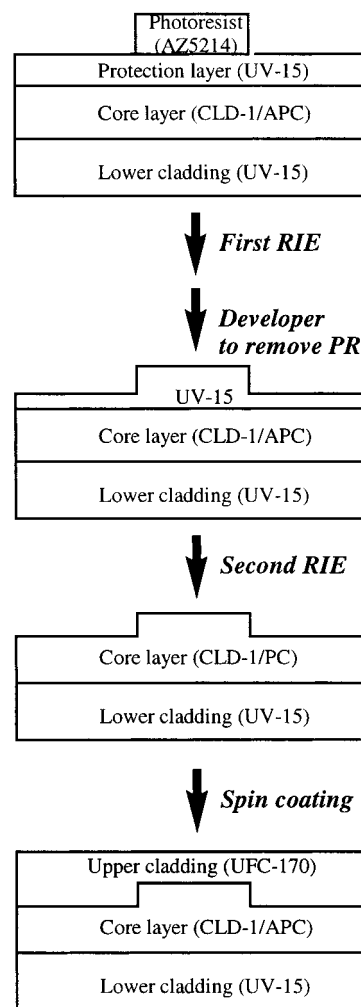 Photoresist
(AZ5214)
Protection layer (UV-15)
Core layer (CLD-1/APC)
Lower cladding (UV-15)
First RIE
Developer
to remove PR
UV-15
Core layer (CLD-1/APC)
Lower cladding (UV-15)
Second RIE
Core layer (CLD-1/PC)
Lower cladding (UV-15)
Spin coating
Upper cladding (UFC-170)
Core layer (CLD-1/APC)
Lower cladding (UV-15)